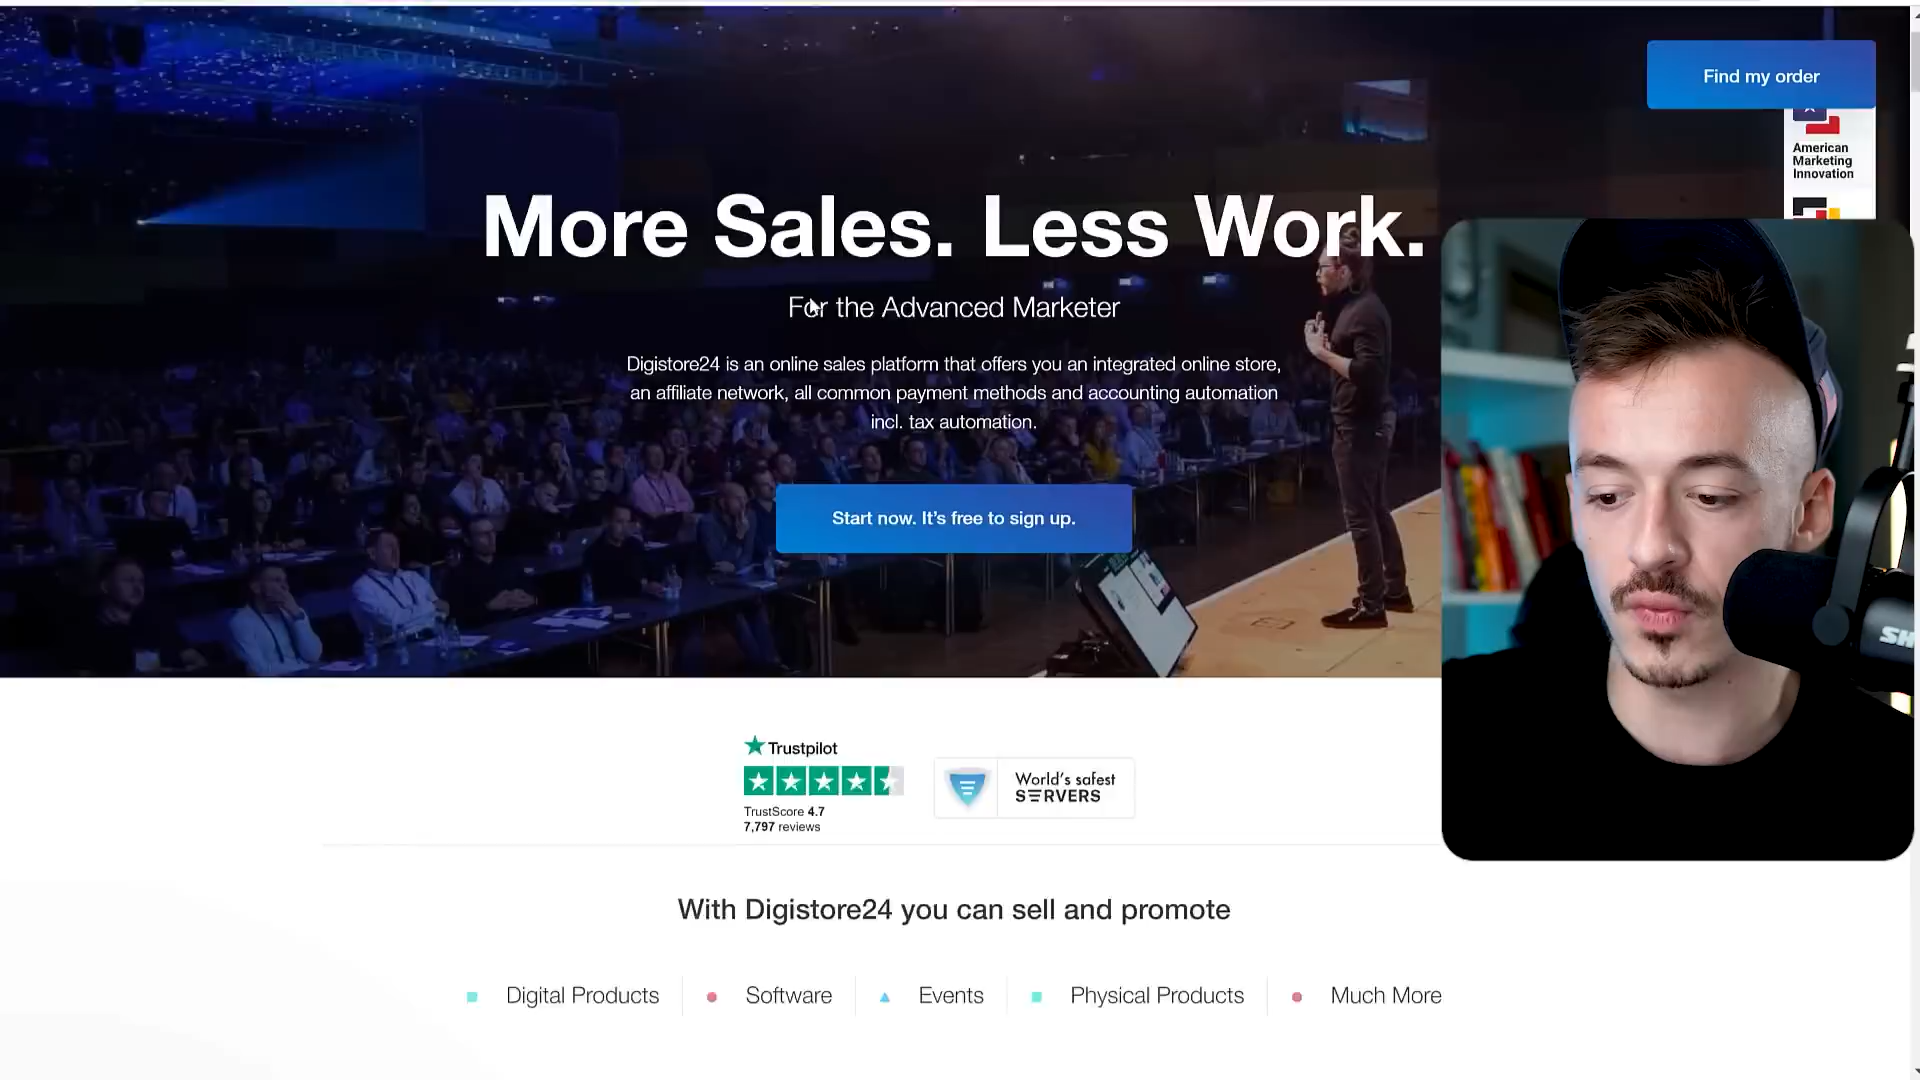 Find my order
American
Marketing
Innovation
More Sales. Less Work.
For the Advanced Marketer
Digistore24 is an online sales platform that offers you an integrated online store,
an affiliate network, all common payment methods and accounting automation
incl. tax automation.
Start now. It's free to sign up.
SH
Trustpilot
TrustScore 4.7
7,797 reviews
World's safest
SERVERS
With Digistore24 you can sell and promote
Digital Products
Software
Events
Physical Products
Much More